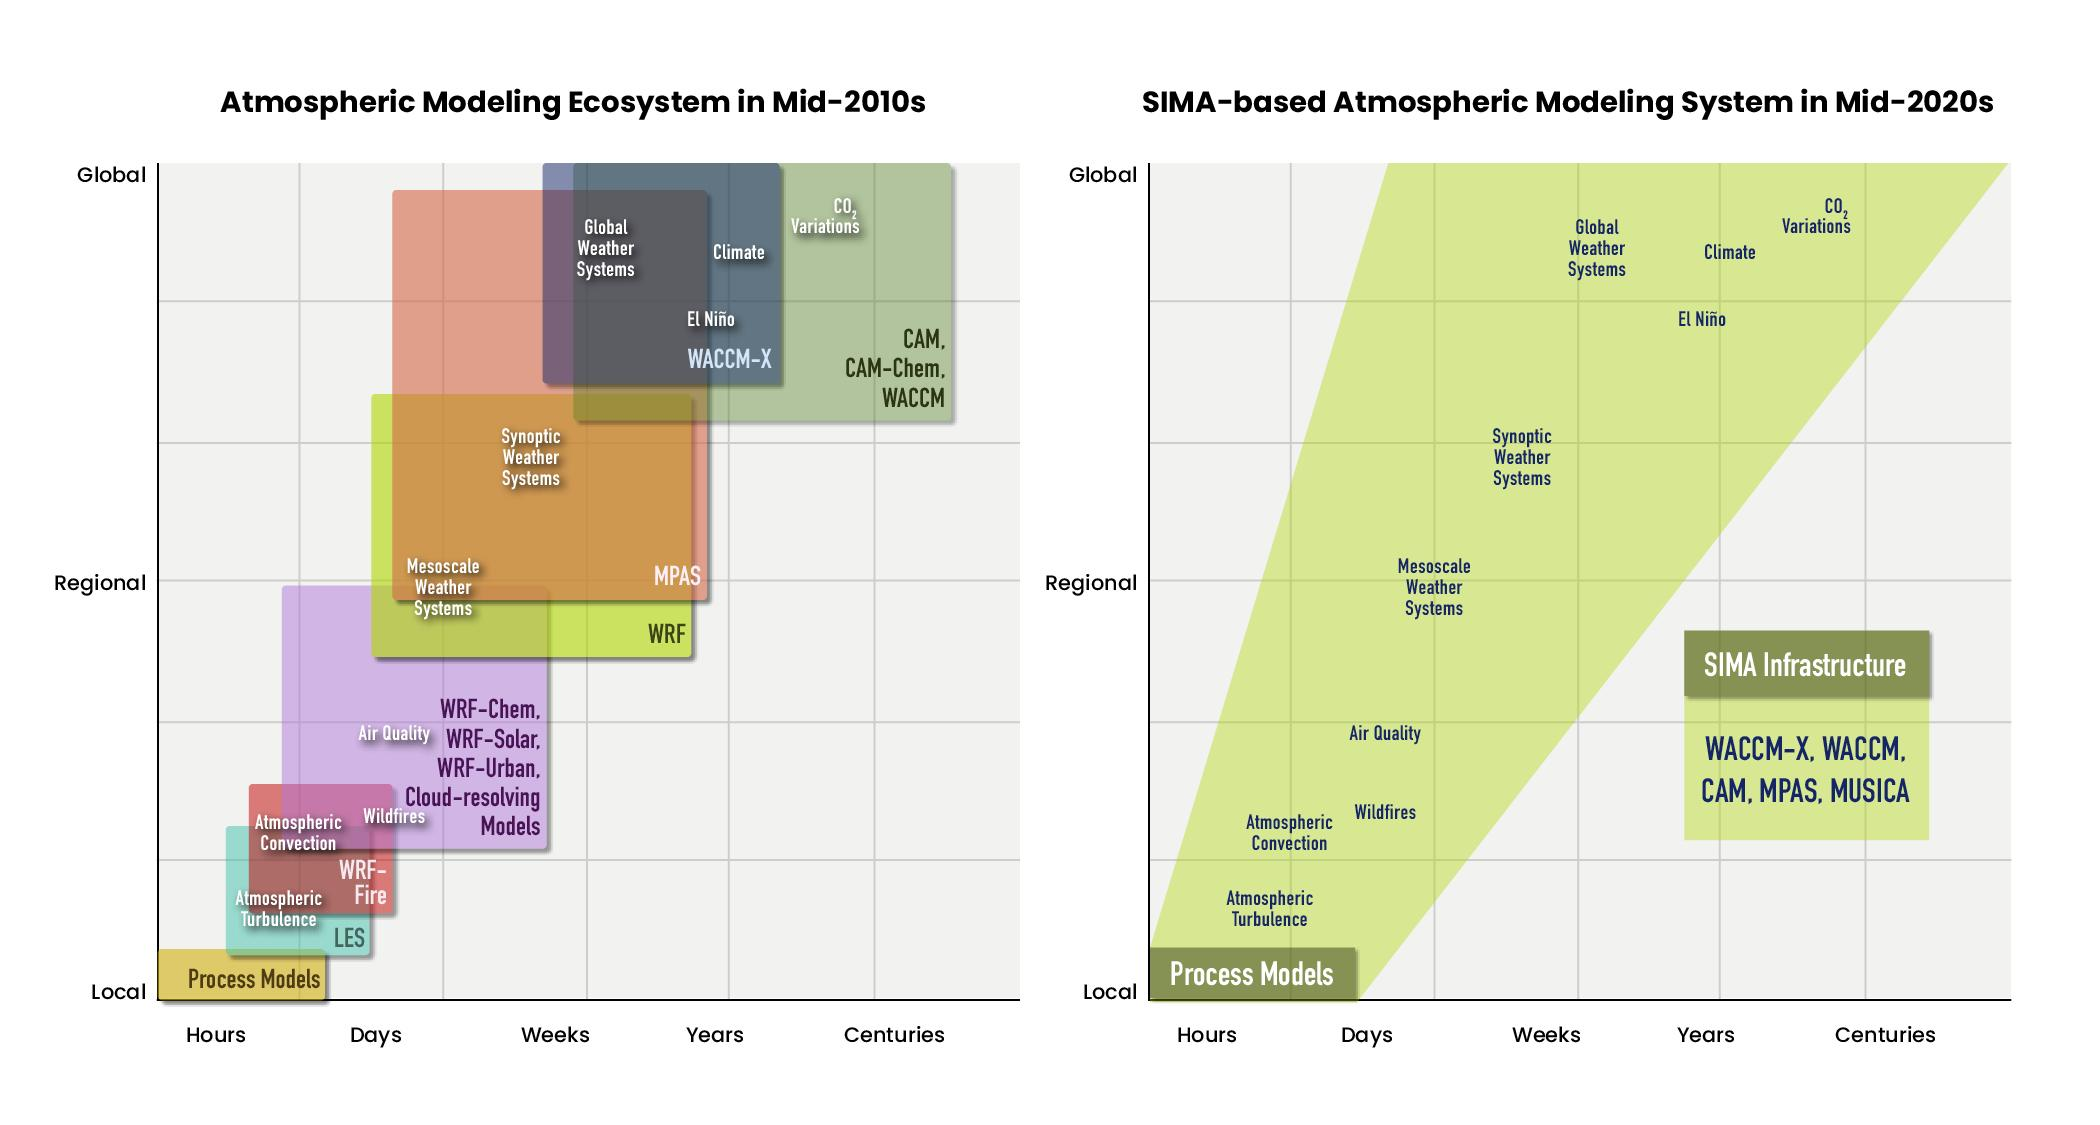 Atmospheric Modeling Ecosystem in Mid-2010s
Global
Regional
Local
CO₂
Variations
Global
Weather
Systems
Climate
El Niño
WACCM-X
CAM,
CAM-Chem,
WACCM
Synoptic
Weather
Systems
Mesoscale
Weather
Systems
MPAS
WRF
WRF-Chem,
Air Quality
WRF-Solar,
WRF-Urban,
Cloud-resolving
Models
Wildfires
Atmospheric
Convection
WRF-
Fire
Atmospheric
Turbulence
LES
Process Models
Hours
Days
Weeks
Years
Centuries
SIMA-based Atmospheric Modeling System in Mid-2020s
Global
Regional
Local
CO₂
Variations
Global
Weather
Systems
Climate
El Niño
Synoptic
Weather
Systems
Mesoscale
Weather
Systems
SIMA Infrastructure
WACCM-X, WACCM,
CAM, MPAS, MUSICA
Air Quality
Wildfires
Atmospheric
Convection
Atmospheric
Turbulence
Process Models
Hours
Days
Weeks
Years
Centuries